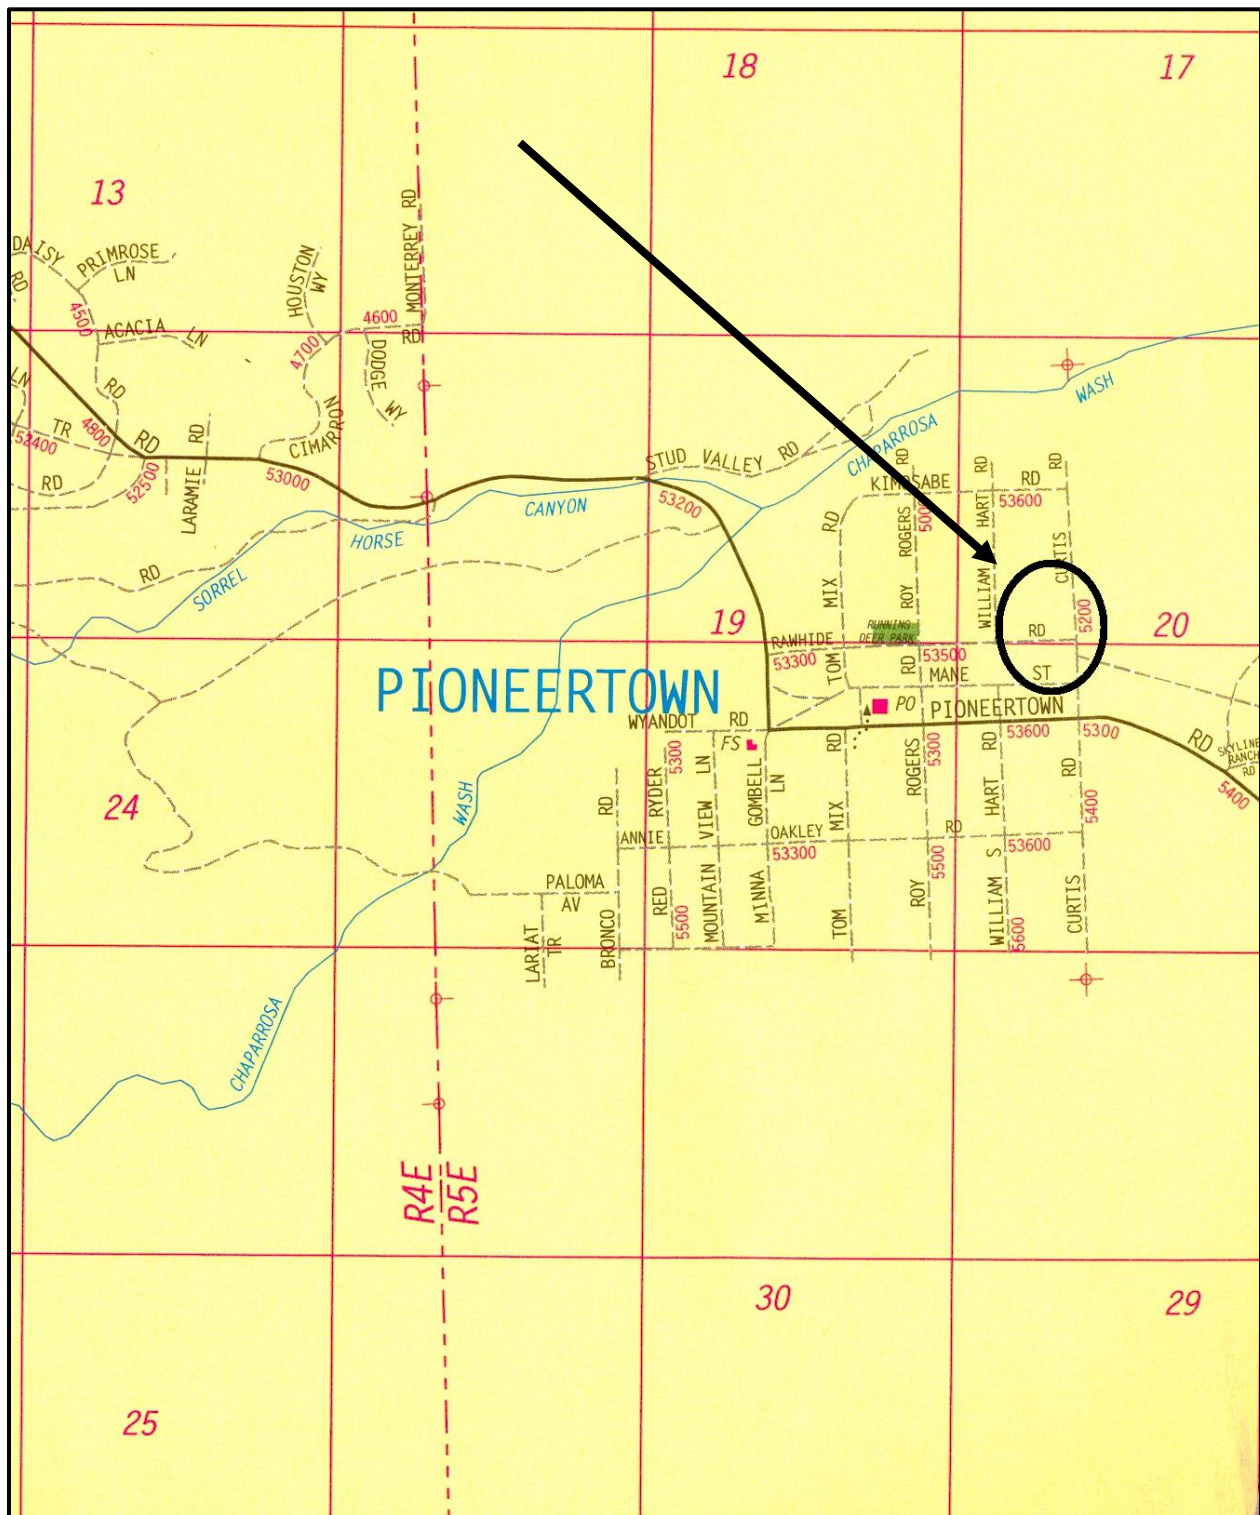 18
17
13
DAISY
RD
PRIMROSE
LN
4500
ACACIA LN
HOUSTON
WY
4700
4600
RD
MONTERREY RD
DODGE
WY
CIMARRON
RD
LN
TR
52400
4800
RD
RD
52500
LARAMIE RD
53000
STUD VALLEY RD
53200
CANYON
HORSE
SORREL
RD
CHAPARROSA
WASH
KIMOSABE
RD
53600
RD
ROY ROGERS
RD
WILLIAM HART
RD
CURTIS
RD
5200
TOM MIX RD
RUNNING
DEER PARK
RAWHIDE
53300
53500
RD
MANE
ST
19
20
PIONEERTOWN
PO
PIONEERTOWN
RD
53600
5300
SKYLINE
RANCH
RD
5400
WYANDOT RD
FS
5300
RED RYDER
5500
MOUNTAIN VIEW LN
MINNA GOMBELL LN
TOM MIX RD
ROY ROGERS
RD
5300
5500
WILLIAM S HART RD
5600
CURTIS RD
5400
ANNIE OAKLEY RD
53300
53600
24
WASH
PALOMA
AV
LARIAT
TR
BRONCO RD
CHAPARROSA
R4E
R5E
30
29
25